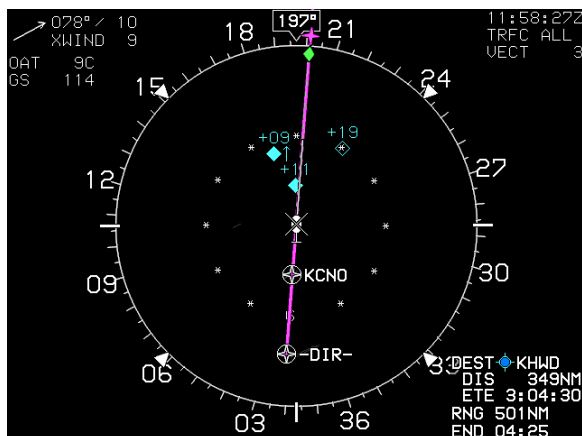 078°/ 10
XWIND 9
OAT 9C
GS 114
197°
11:58:27Z
TRFC ALL
VECT 3
15
18
21
24
12
27
09
30
06
33
03
36
+09↑
+19
+11
KCNO
-DIR-
DEST KHWD
DIS 349NM
ETE 3:04:30
RNG 501NM
END 04:25